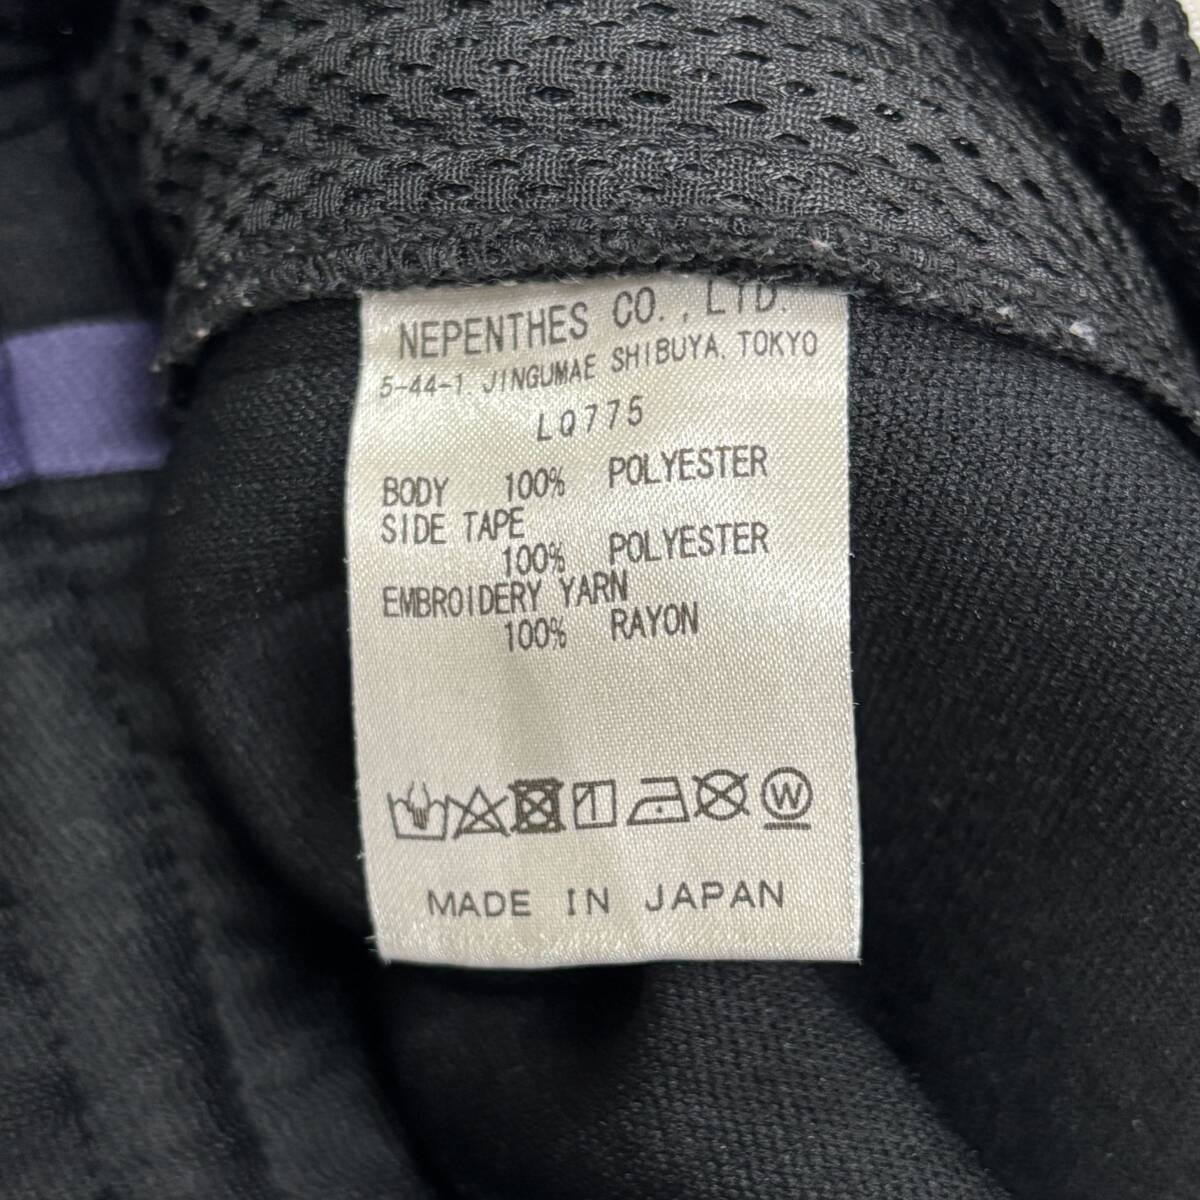 NEPENTHES CO., LTD.
5-44-1, JINGUMAE SHIBUYA, TOKYO
LQ775
BODY 100% POLYESTER
SIDE TAPE
100% POLYESTER
EMBROIDERY YARN
100% RAYON
W
MADE IN JAPAN